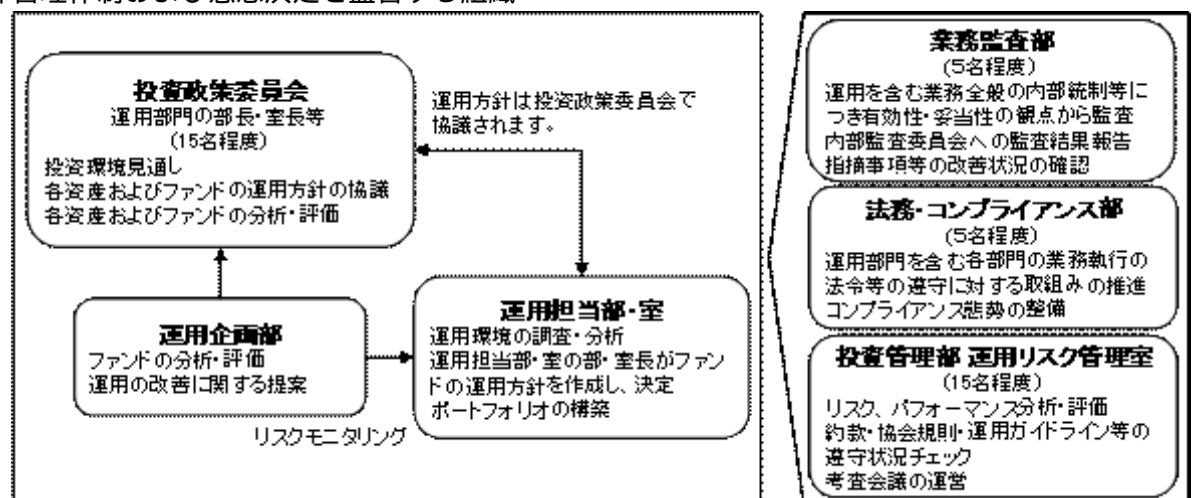 投資政策委員会
運用部門の部長・室長等
(15名程度)
投資環境見通し
各資産およびファンドの運用方針の協議
各資産およびファンドの分析・評価
運用方針は投資政策委員会で
協議されます。
運用企画部
ファンドの分析・評価
運用の改善に関する提案
リスクモニタリング
運用担当部・室
運用環境の調査・分析
運用担当部・室の部・室長がファン
ドの運用方針を作成し、決定
ポートフォリオの構築
業務監査部
(5名程度)
運用を含む業務全般の内部統制等に
つき有効性・妥当性の観点から監査
内部監査委員会への監査結果報告
指摘事項等の改善状況の確認
法務・コンプライアンス部
(5名程度)
運用部門を含む各部門の業務執行の
法令等の遵守に対する取組みの推進
コンプライアンス態勢の整備
投資管理部 運用リスク管理室
(15名程度)
リスク、パフォーマンス分析・評価
約款・協会規則・運用ガイドライン等の
遵守状況チェック
考査会議の運営